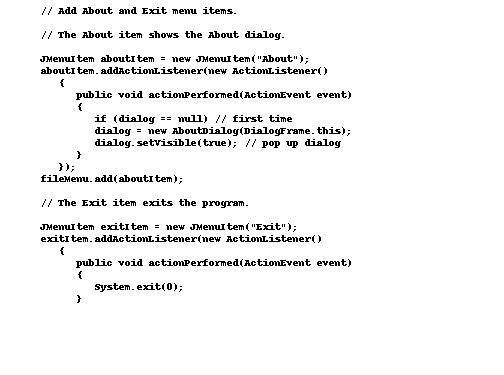 // Add About and Exit menu items.
// The About item shows the About dialog.
JMenuItem aboutItem = new JMenuItem("About");
aboutItem.addActionListener(new ActionListener()
{
public void actionPerformed(ActionEvent event)
{
if (dialog == null) // first time
dialog = new AboutDialog(DialogFrame.this);
dialog.setVisible(true); // pop up dialog
}
});
fileMenu.add(aboutItem);
// The Exit item exits the program.
JMenuItem exitItem = new JMenuItem("Exit");
exitItem.addActionListener(new ActionListener()
{
public void actionPerformed(ActionEvent event)
{
System.exit(0);
}